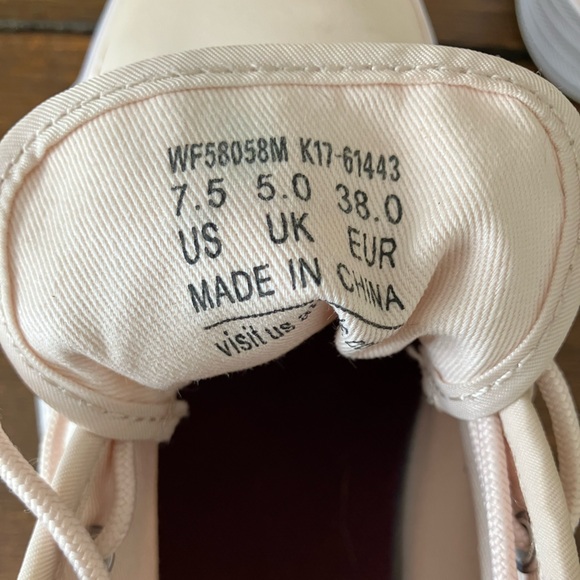 WF58058M K17-61443
7.5 5.0 38.0
US UK EUR
MADE IN CHINA
visit us